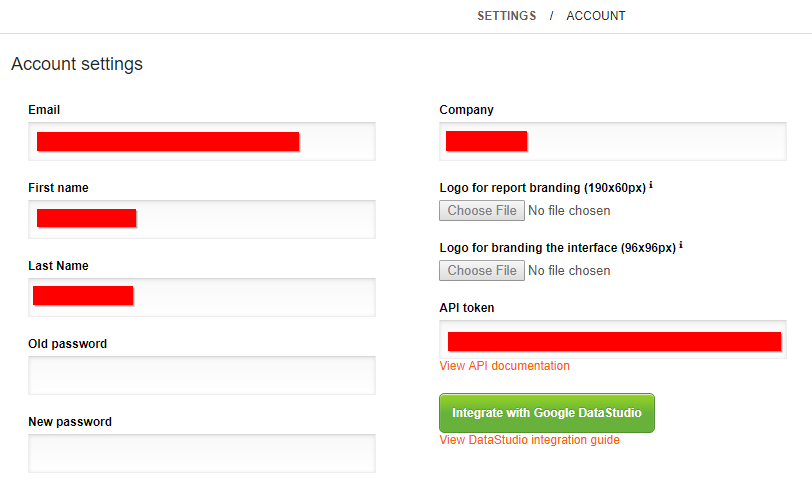 SETTINGS / ACCOUNT
Account settings
Email
First name
Last Name
Old password
New password
Company
Logo for report branding (190x60px) i
Choose File No file chosen
Logo for branding the interface (96x96px) i
Choose File No file chosen
API token
View API documentation
Integrate with Google DataStudio
View DataStudio integration guide